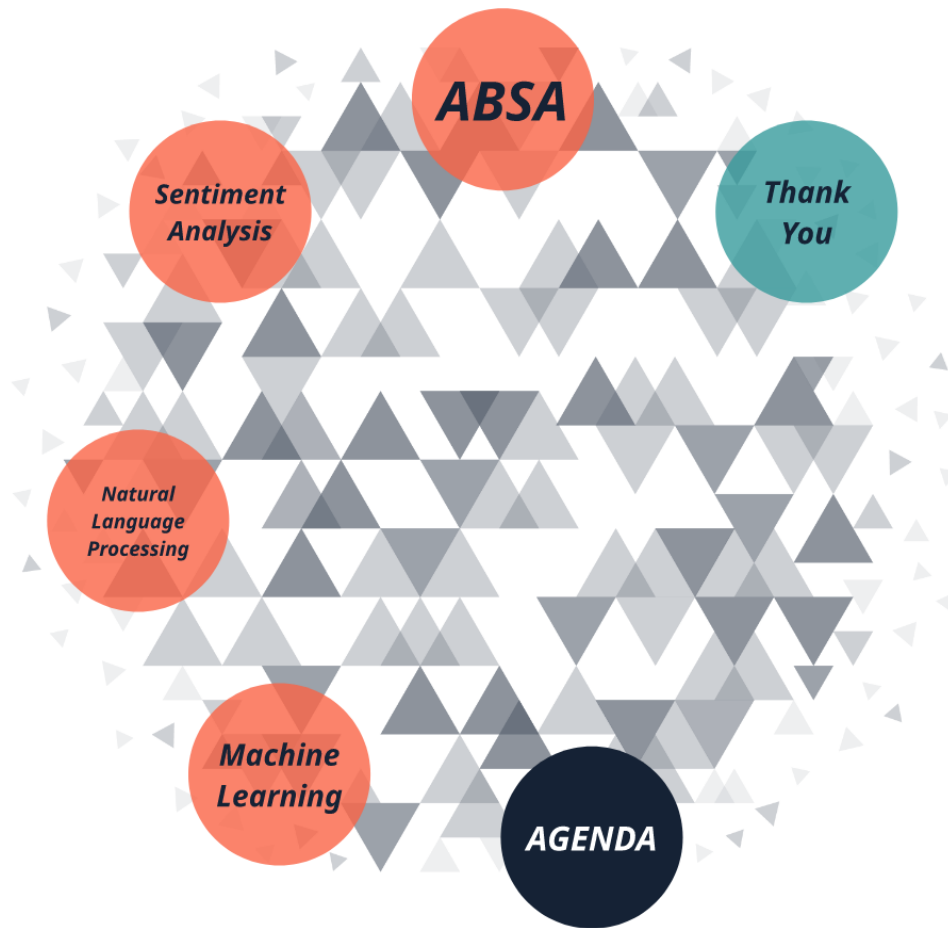 ABSA
Sentiment
Analysis
Thank
You
Natural
Language
Processing
Machine
Learning
AGENDA